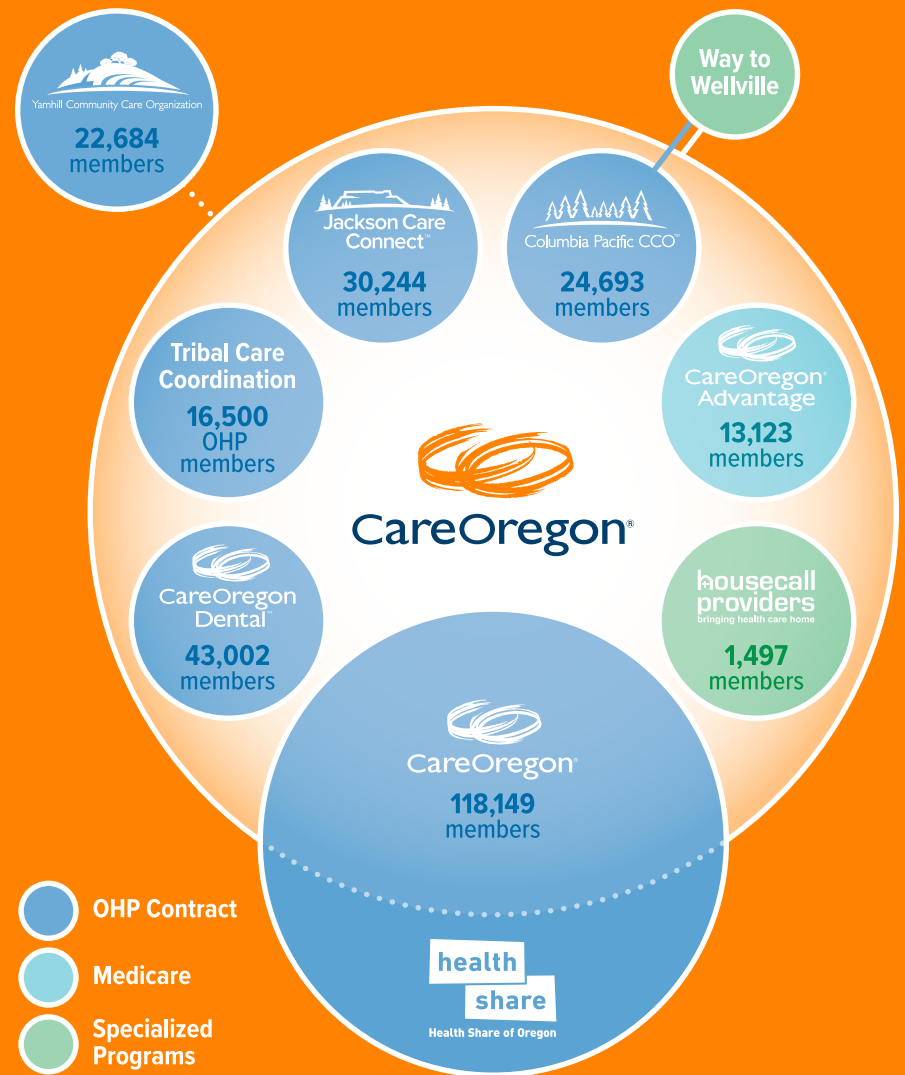 Yamhill Community Care Organization
22,684
members
Way to
Wellville
Jackson Care
Connect™
30,244
members
Columbia Pacific CCO™
24,693
members
Tribal Care
Coordination
16,500
OHP
members
CareOregon®
Advantage
13,123
members
CareOregon®
CareOregon
Dental™
43,002
members
housecall
providers
bringing health care home
1,497
members
CareOregon®
118,149
members
health
share
Health Share of Oregon
OHP Contract
Medicare
Specialized
Programs